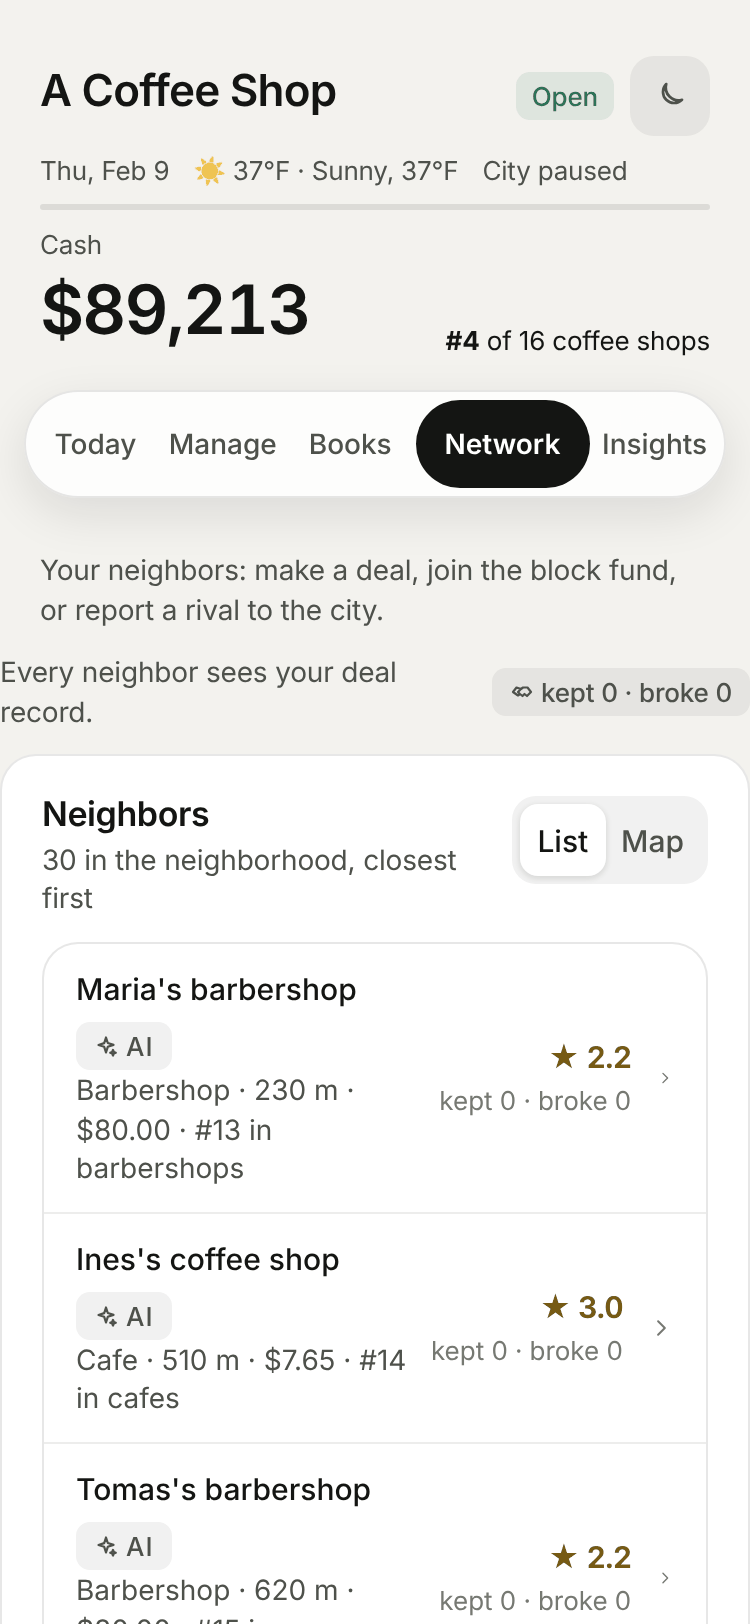 A Coffee Shop
Open
Thu, Feb 9 ☀️ 37°F · Sunny, 37°F City paused
Cash
$89,213
#4 of 16 coffee shops
Today Manage Books Network Insights
Your neighbors: make a deal, join the block fund,
or report a rival to the city.
Every neighbor sees your deal
record.
kept 0 · broke 0
Neighbors
30 in the neighborhood, closest
first
List Map
Maria's barbershop
AI
Barbershop · 230 m ·
$80.00 · #13 in
barbershops
★ 2.2
kept 0 · broke 0
Ines's coffee shop
AI
Cafe · 510 m · $7.65 · #14
in cafes
★ 3.0
kept 0 · broke 0
Tomas's barbershop
AI
Barbershop · 620 m ·
★ 2.2
kept 0 · broke 0